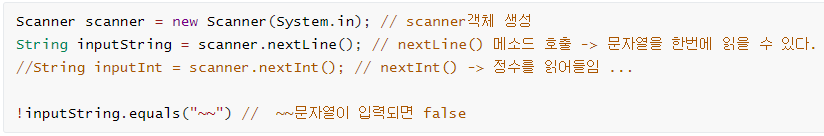 Scanner scanner = new Scanner(System.in); // scanner객체 생성
String inputString = scanner.nextLine(); // nextLine() 메소드 호출 -> 문자열을 한번에 읽을 수 있다.
//String inputInt = scanner.nextInt(); // nextInt() -> 정수를 읽어들임 ...
!inputString.equals("~~") //  ~~문자열이 입력되면 false